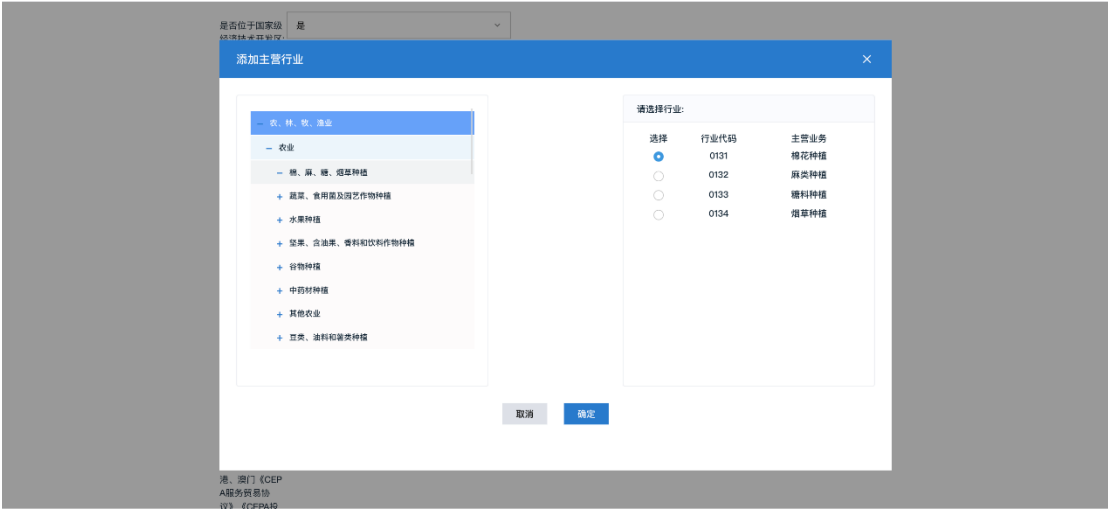 是否位于国家级 是
经济技术开发区:
添加主营行业
农、林、牧、渔业
农业
棉、麻、糖、烟草种植
蔬菜、食用菌及园艺作物种植
水果种植
坚果、含油果、香料和饮料作物种植
谷物种植
中药材种植
其他农业
豆类、油料和薯类种植
请选择行业:
选择 行业代码 主营业务
0131 棉花种植
0132 麻类种植
0133 糖料种植
0134 烟草种植
取消 确定
港、澳门《CEP
A服务贸易协
议》《CEPA投